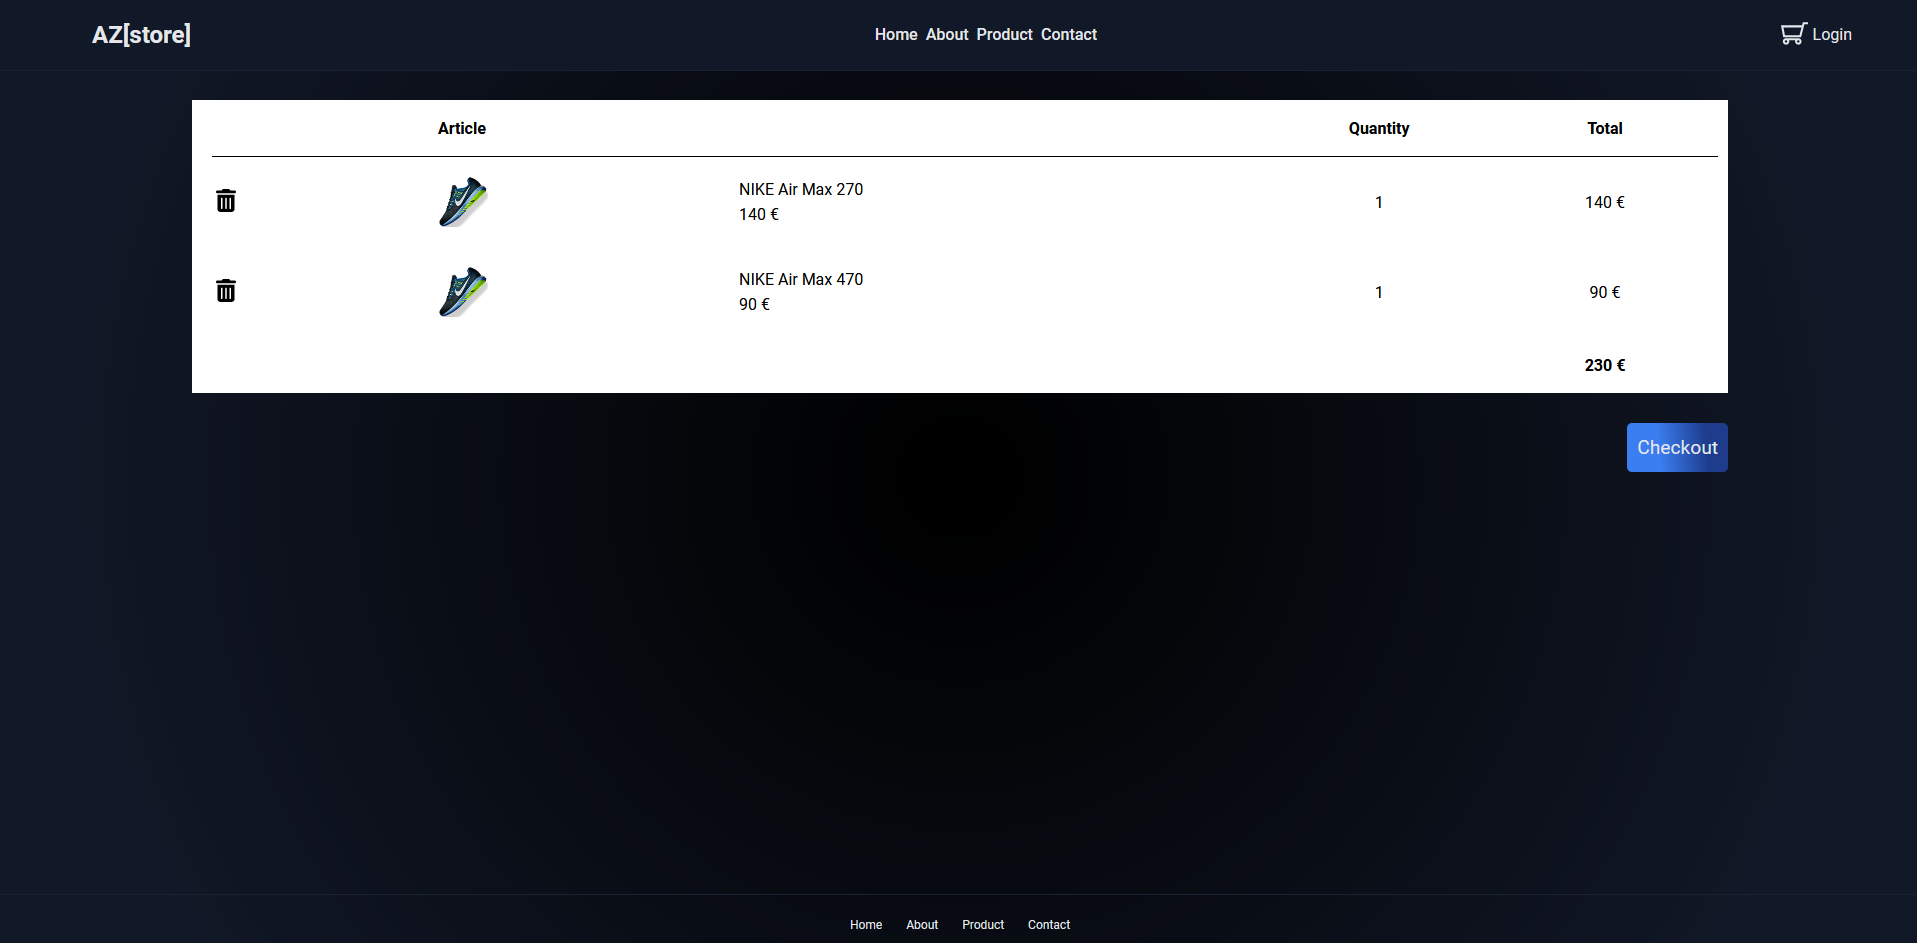 AZ[store]
Home About Product Contact
Login
Article Quantity Total
NIKE Air Max 270
140 €
1
140 €
NIKE Air Max 470
90 €
1
90 €
230 €
Checkout
Home About Product Contact